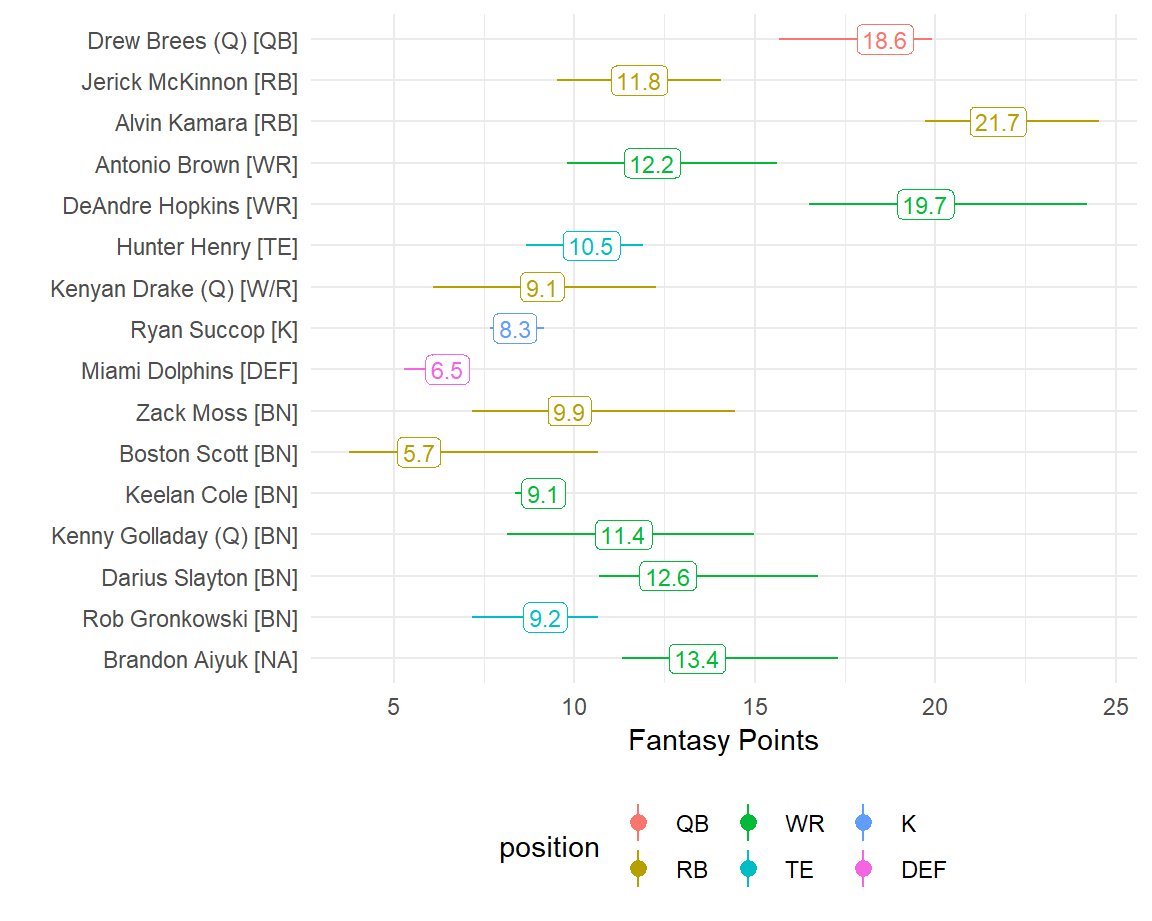 Drew Brees (Q) [QB] 18.6
Jerick McKinnon [RB] 11.8
Alvin Kamara [RB] 21.7
Antonio Brown [WR] 12.2
DeAndre Hopkins [WR] 19.7
Hunter Henry [TE] 10.5
Kenyan Drake (Q) [W/R] 9.1
Ryan Succop [K] 8.3
Miami Dolphins [DEF] 6.5
Zack Moss [BN] 9.9
Boston Scott [BN] 5.7
Keelan Cole [BN] 9.1
Kenny Golladay (Q) [BN] 11.4
Darius Slayton [BN] 12.6
Rob Gronkowski [BN] 9.2
Brandon Aiyuk [NA] 13.4
5 10 15 20 25
Fantasy Points
position
QB WR K
RB TE DEF